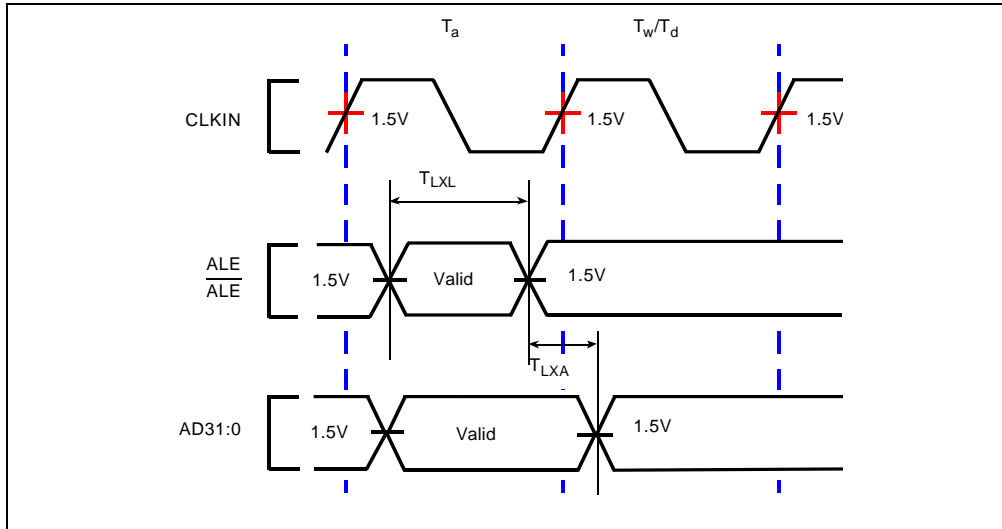 Ta Tw/Td
CLKIN 1.5V 1.5V 1.5V
TLXL
ALE
ALE
1.5V Valid 1.5V
TLXA
AD31:0 1.5V Valid 1.5V